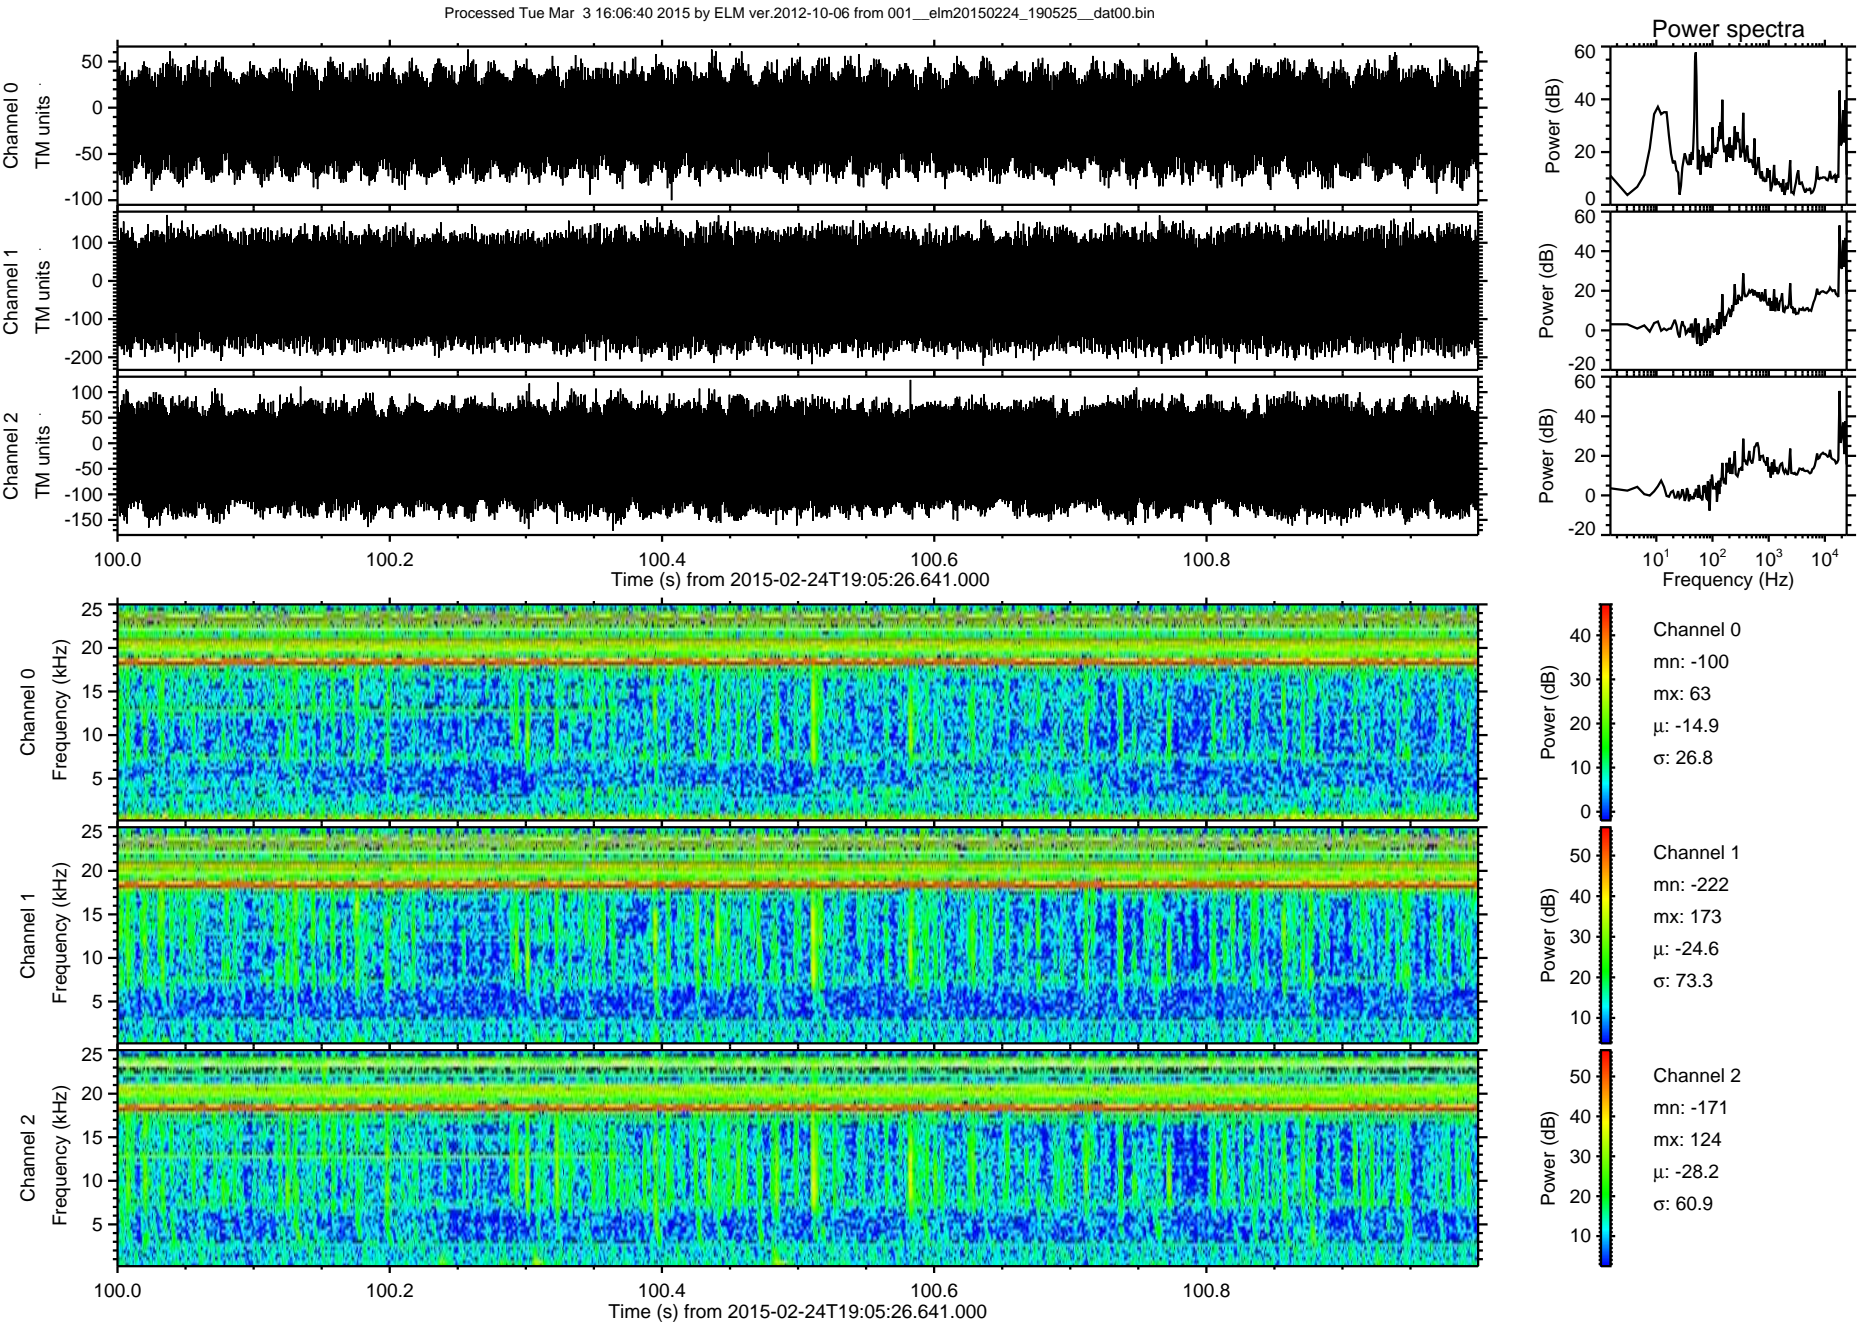 Processed Tue Mar  3 16:06:40 2015 by ELM ver.2012-10-06 from 001__elm20150224_190525__dat00.bin
Power spectra
Channel 0
TM units
50
0
-50
-100
Power (dB)
60
40
20
0
Channel 1
TM units
100
0
-100
-200
Power (dB)
60
40
20
0
-20
Channel 2
TM units
100
50
0
-50
-100
-150
Power (dB)
60
40
20
0
-20
100.0 100.2 100.4 100.6 100.8
Time (s) from 2015-02-24T19:05:26.641.000
10^1 10^2 10^3 10^4
Frequency (Hz)
Channel 0
Frequency (kHz)
25
20
15
10
5
Power (dB)
40
30
20
10
0
Channel 0
mn: -100
mx: 63
μ: -14.9
σ: 26.8
Channel 1
Frequency (kHz)
25
20
15
10
5
Power (dB)
50
40
30
20
10
Channel 1
mn: -222
mx: 173
μ: -24.6
σ: 73.3
Channel 2
Frequency (kHz)
25
20
15
10
5
Power (dB)
50
40
30
20
10
Channel 2
mn: -171
mx: 124
μ: -28.2
σ: 60.9
100.0 100.2 100.4 100.6 100.8
Time (s) from 2015-02-24T19:05:26.641.000